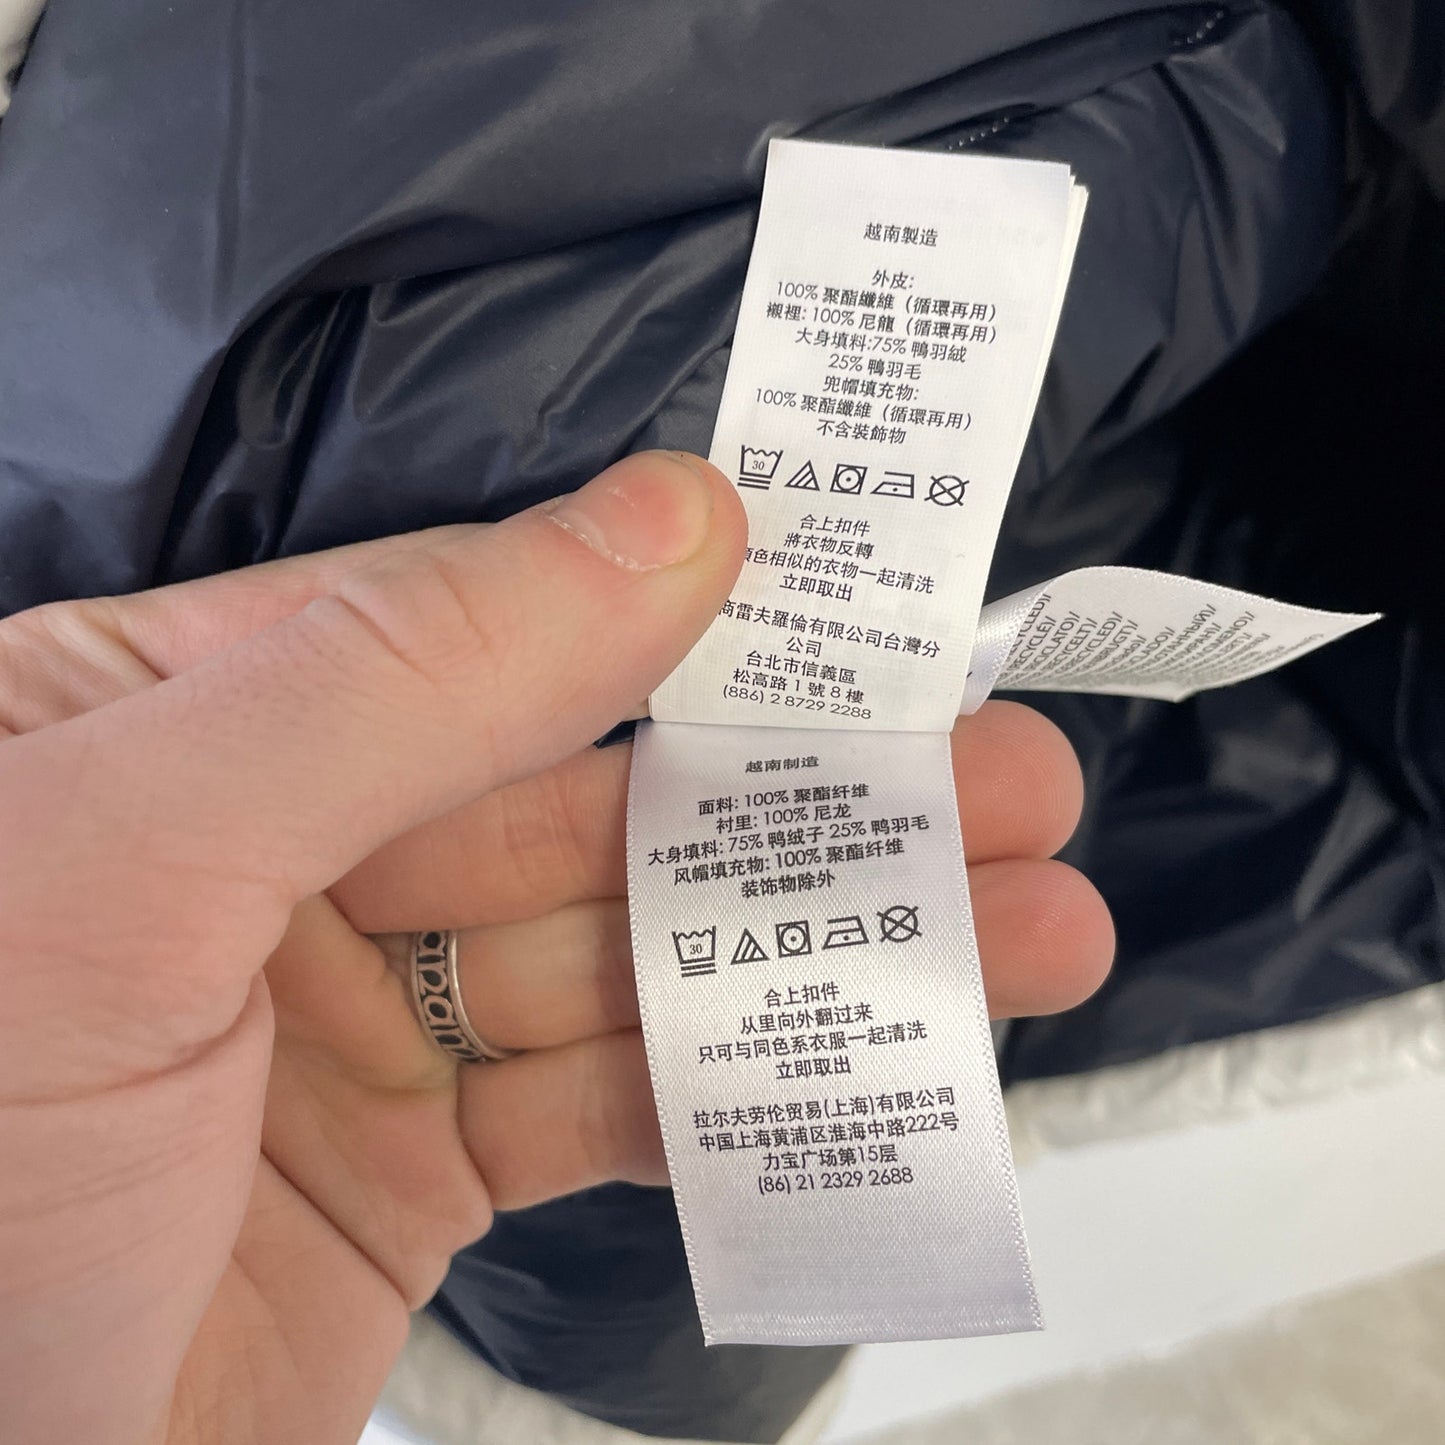 越南製造
外皮:
100% 聚酯纖維（循環再用）
襯裡: 100% 尼龍（循環再用）
大身填料:75% 鴨羽絨
25% 鴨羽毛
兜帽填充物:
100% 聚酯纖維（循環再用）
不含裝飾物
30
合上扣件
將衣物反轉
色相似的衣物一起清洗
立即取出
商雷夫羅倫有限公司台灣分
公司
台北市信義區
松高路 1 號 8 樓
(886) 2 8729 2288
越南制造
面料: 100% 聚酯纤维
衬里: 100% 尼龙
大身填料: 75% 鸭绒子 25% 鸭羽毛
风帽填充物: 100% 聚酯纤维
装饰物除外
30
合上扣件
从里向外翻过来
只可与同色系衣服一起清洗
立即取出
拉尔夫劳伦贸易(上海)有限公司
中国上海黄浦区淮海中路222号
力宝广场第15层
(86) 21 2329 2688